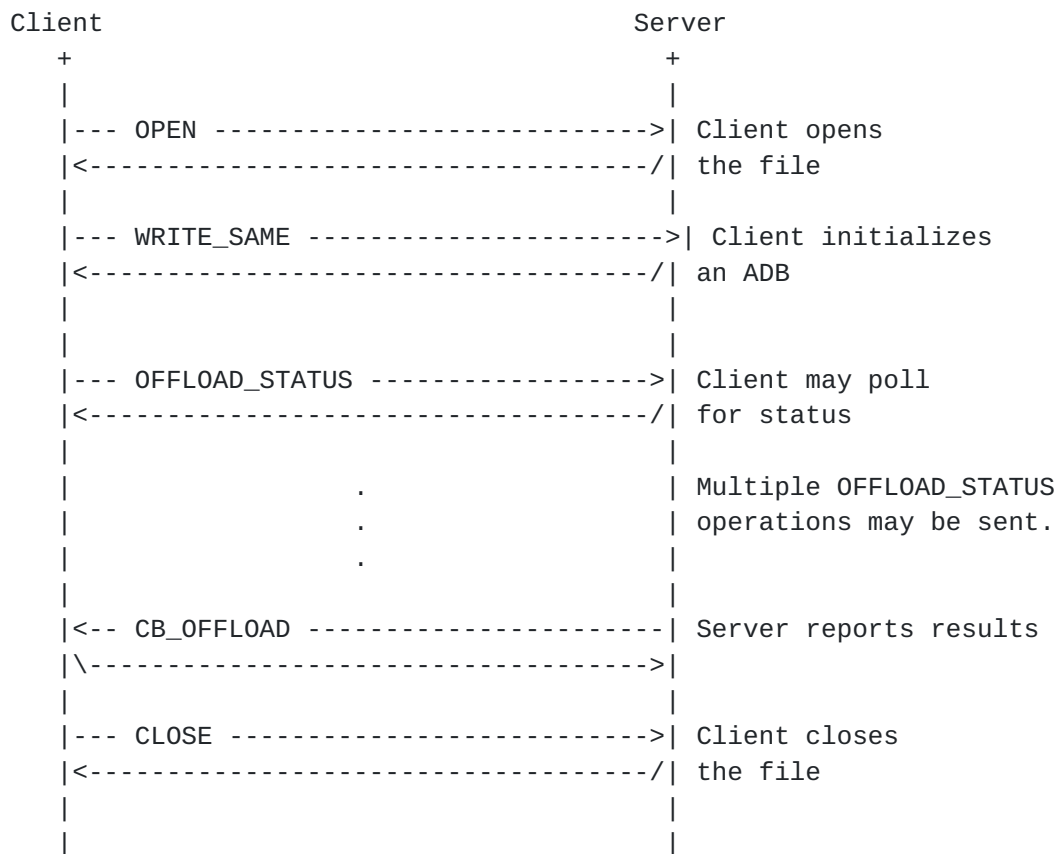 Client                                  Server
   +                                       +
   |                                       |
   |--- OPEN ---------------------------->| Client opens
   |<------------------------------------/| the file
   |                                       |
   |--- WRITE_SAME ----------------------->| Client initializes
   |<------------------------------------/| an ADB
   |                                       |
   |                                       |
   |--- OFFLOAD_STATUS ------------------>| Client may poll
   |<------------------------------------/| for status
   |                                       |
   |                  .                    | Multiple OFFLOAD_STATUS
   |                  .                    | operations may be sent.
   |                  .                    |
   |                                       |
   |<-- CB_OFFLOAD -----------------------| Server reports results
   |\------------------------------------>|
   |                                       |
   |--- CLOSE --------------------------->| Client closes
   |<------------------------------------/| the file
   |                                       |
   |                                       |